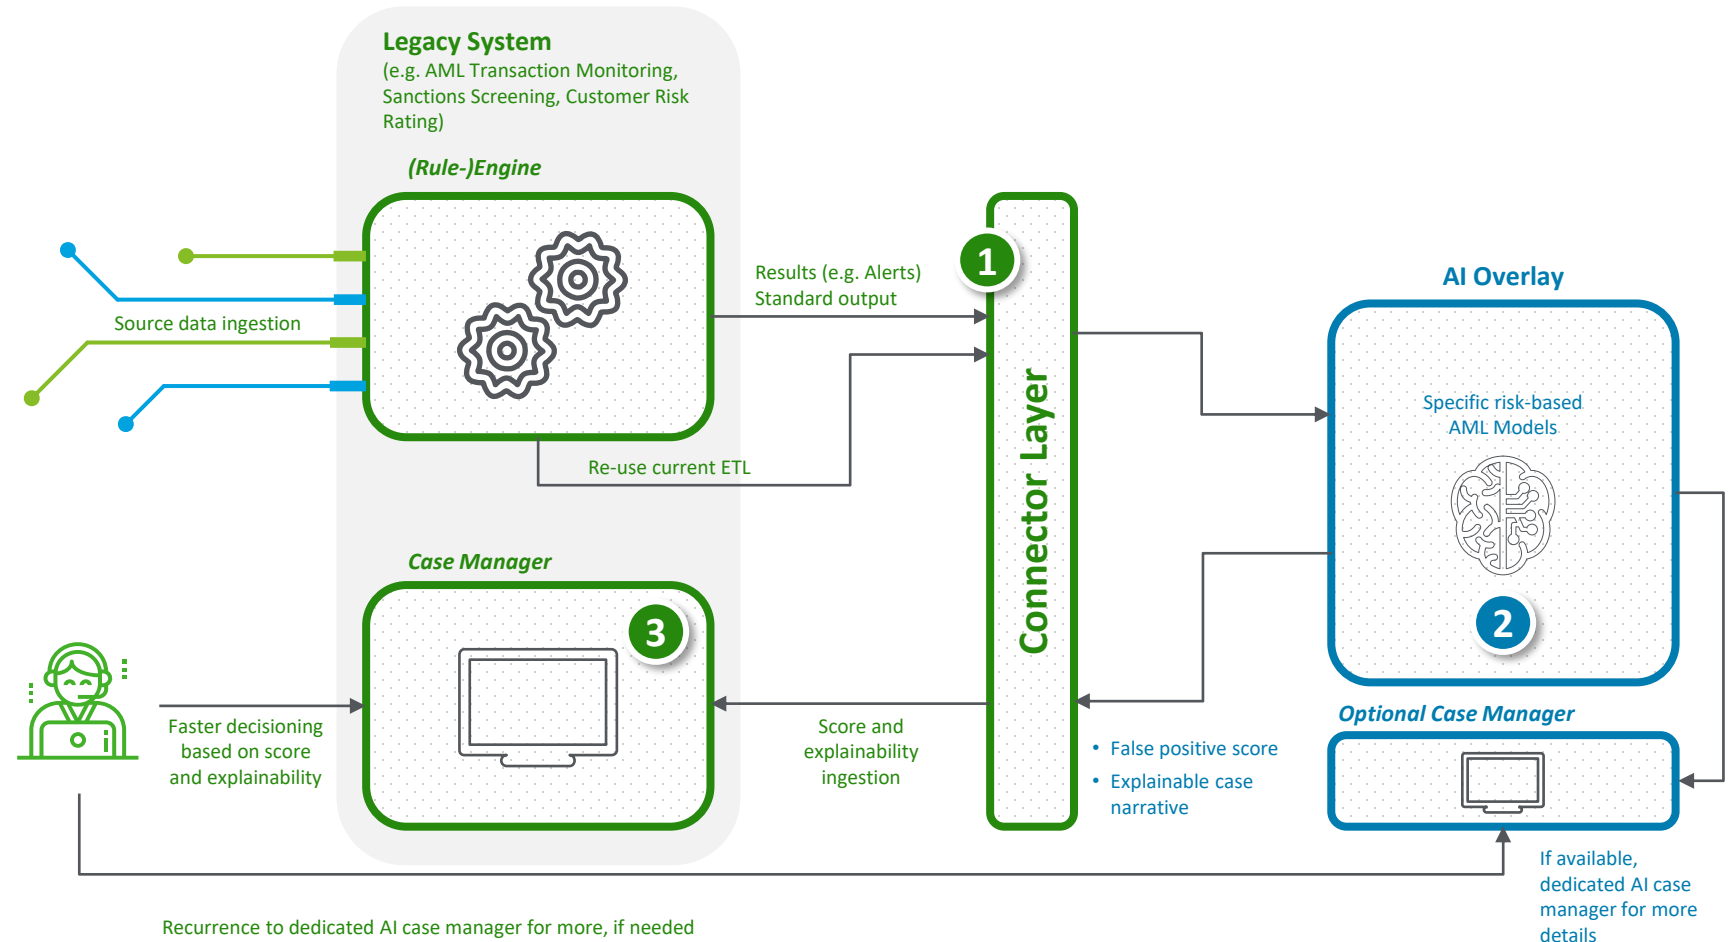 Legacy System
(e.g. AML Transaction Monitoring,
Sanctions Screening, Customer Risk
Rating)
(Rule-)Engine
Source data ingestion
Results (e.g. Alerts)
Standard output
Re-use current ETL
1
Connector Layer
AI Overlay
Specific risk-based
AML Models
2
Case Manager
3
Faster decisioning
based on score
and explainability
Score and
explainability
ingestion
• False positive score
• Explainable case
narrative
Optional Case Manager
If available,
dedicated AI case
manager for more
details
Recurrence to dedicated AI case manager for more, if needed